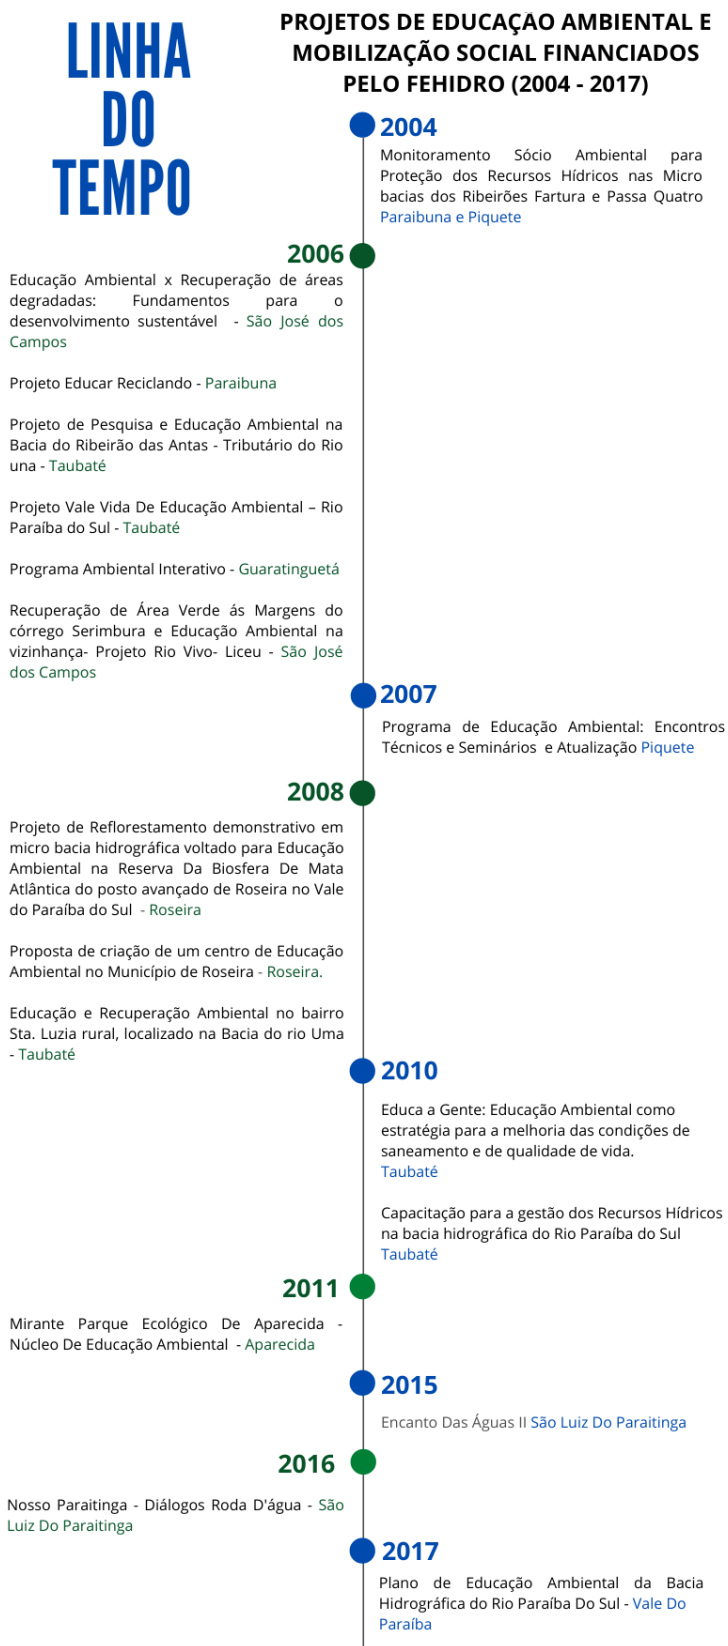 LINHA
DO
TEMPO
PROJETOS DE EDUCAÇÃO AMBIENTAL E
MOBILIZAÇÃO SOCIAL FINANCIADOS
PELO FEHIDRO (2004 - 2017)
2004
Monitoramento Sócio Ambiental para
Proteção dos Recursos Hídricos nas Micro
bacias dos Ribeirões Fartura e Passa Quatro
Paraibuna e Piquete
2006
Educação Ambiental x Recuperação de áreas
degradadas: Fundamentos para o
desenvolvimento sustentável - São José dos
Campos
Projeto Educar Reciclando - Paraibuna
Projeto de Pesquisa e Educação Ambiental na
Bacia do Ribeirão das Antas - Tributário do Rio
una - Taubaté
Projeto Vale Vida De Educação Ambiental – Rio
Paraíba do Sul - Taubaté
Programa Ambiental Interativo - Guaratinguetá
Recuperação de Área Verde ás Margens do
córrego Serimbura e Educação Ambiental na
vizinhança- Projeto Rio Vivo- Liceu - São José
dos Campos
2007
Programa de Educação Ambiental: Encontros
Técnicos e Seminários e Atualização Piquete
2008
Projeto de Reflorestamento demonstrativo em
micro bacia hidrográfica voltado para Educação
Ambiental na Reserva Da Biosfera De Mata
Atlântica do posto avançado de Roseira no Vale
do Paraíba do Sul - Roseira
Proposta de criação de um centro de Educação
Ambiental no Município de Roseira - Roseira.
Educação e Recuperação Ambiental no bairro
Sta. Luzia rural, localizado na Bacia do rio Uma
- Taubaté
2010
Educa a Gente: Educação Ambiental como
estratégia para a melhoria das condições de
saneamento e de qualidade de vida.
Taubaté
Capacitação para a gestão dos Recursos Hídricos
na bacia hidrográfica do Rio Paraíba do Sul
Taubaté
2011
Mirante Parque Ecológico De Aparecida -
Núcleo De Educação Ambiental - Aparecida
2015
Encanto Das Águas II São Luiz Do Paraitinga
2016
Nosso Paraitinga - Diálogos Roda D'água - São
Luiz Do Paraitinga
2017
Plano de Educação Ambiental da Bacia
Hidrográfica do Rio Paraíba Do Sul - Vale Do
Paraíba